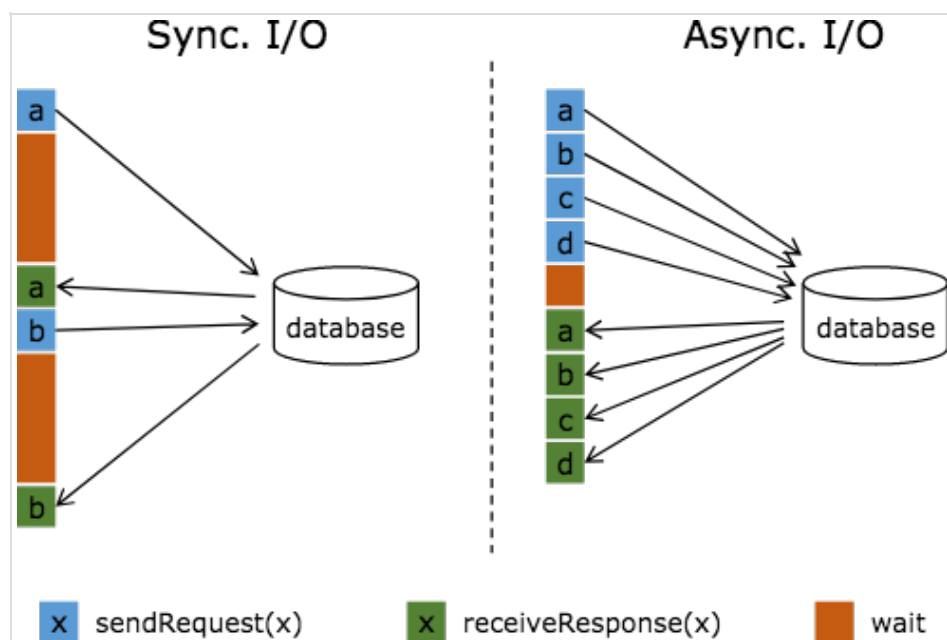 Sync. I/O
a
a
b
b
database
Async. I/O
a
b
c
d
a
b
c
d
database
x sendRequest(x)
x receiveResponse(x)
wait